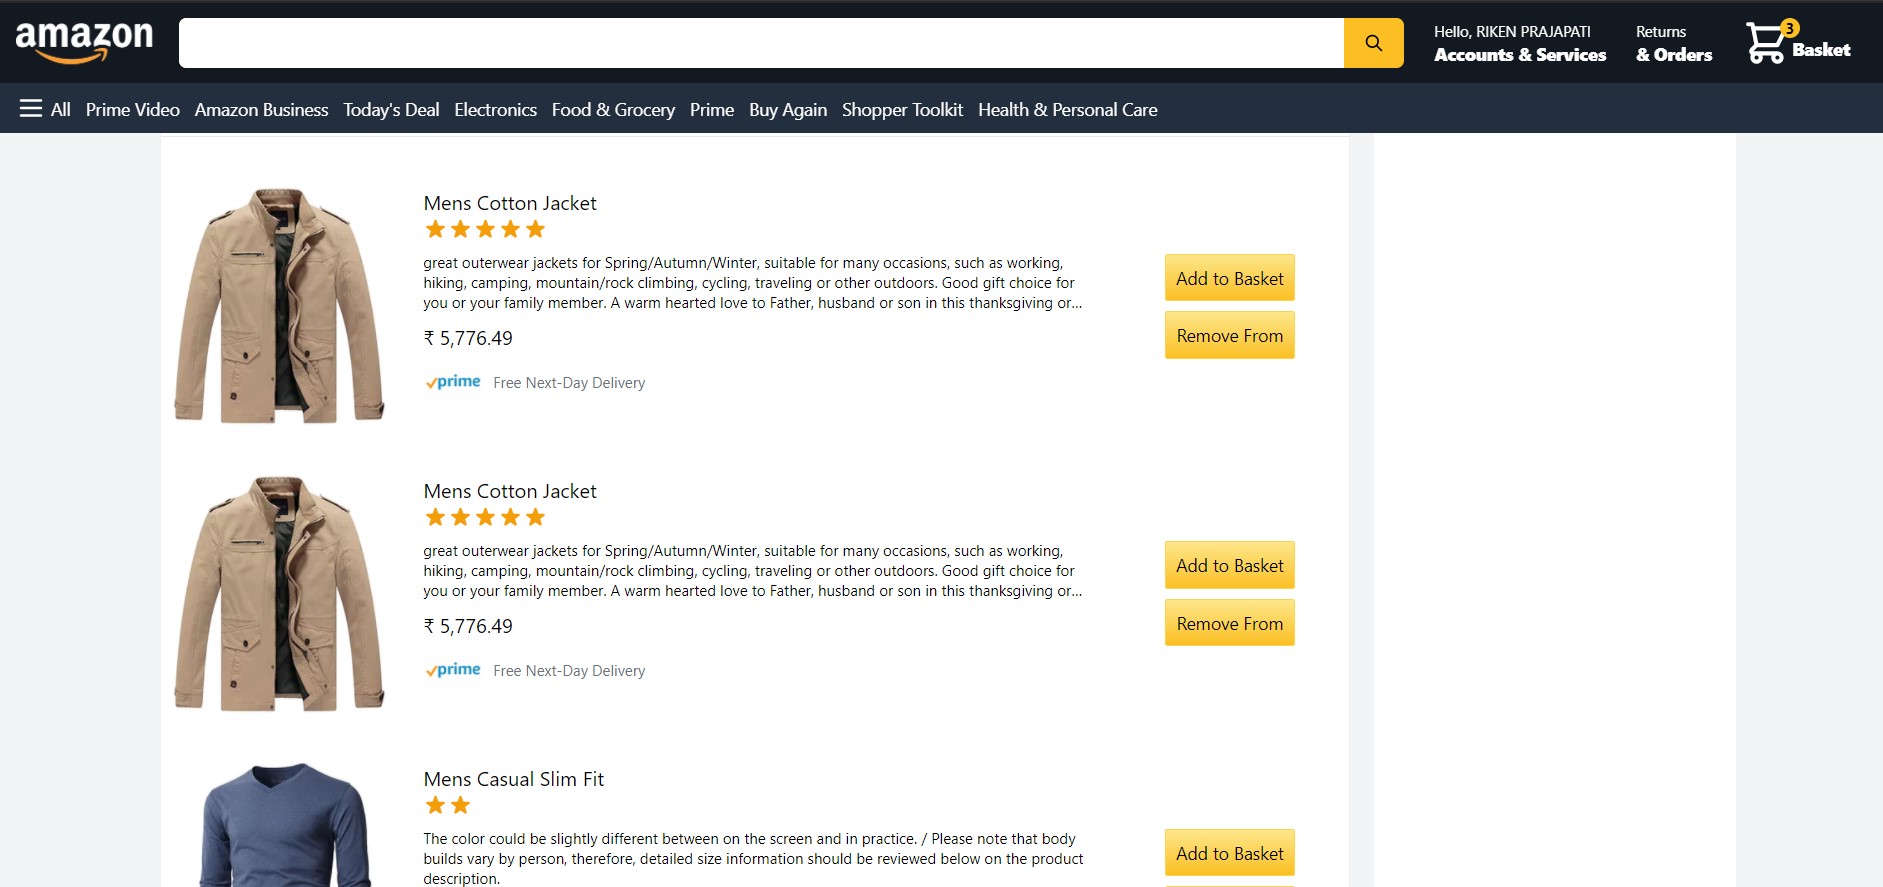 amazon
Hello, RIKEN PRAJAPATI
Accounts & Services
Returns
& Orders
3
Basket
All Prime Video Amazon Business Today's Deal Electronics Food & Grocery Prime Buy Again Shopper Toolkit Health & Personal Care
Mens Cotton Jacket
great outerwear jackets for Spring/Autumn/Winter, suitable for many occasions, such as working,
hiking, camping, mountain/rock climbing, cycling, traveling or other outdoors. Good gift choice for
you or your family member. A warm hearted love to Father, husband or son in this thanksgiving or...
₹ 5,776.49
prime Free Next-Day Delivery
Add to Basket
Remove From
Mens Cotton Jacket
great outerwear jackets for Spring/Autumn/Winter, suitable for many occasions, such as working,
hiking, camping, mountain/rock climbing, cycling, traveling or other outdoors. Good gift choice for
you or your family member. A warm hearted love to Father, husband or son in this thanksgiving or...
₹ 5,776.49
prime Free Next-Day Delivery
Add to Basket
Remove From
Mens Casual Slim Fit
The color could be slightly different between on the screen and in practice. / Please note that body
builds vary by person, therefore, detailed size information should be reviewed below on the product
description.
Add to Basket